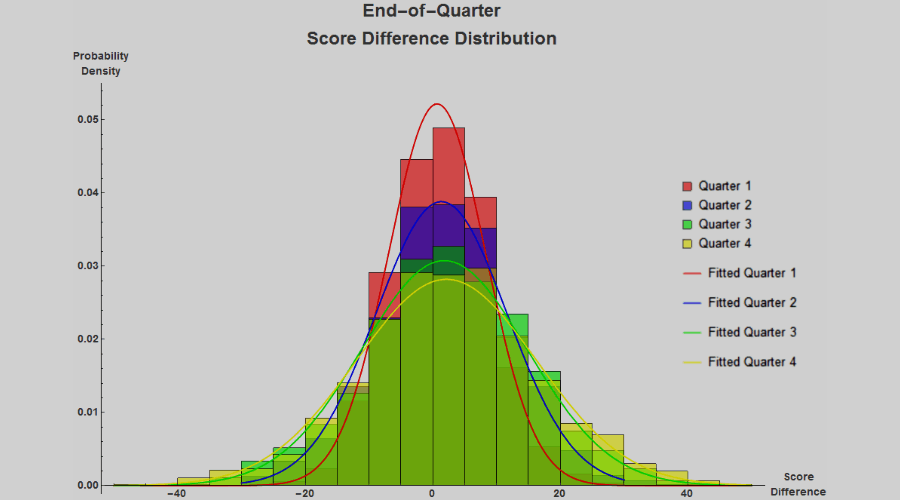 End-of-Quarter
Score Difference Distribution
Probability
Density
0.05
0.04
0.03
0.02
0.01
0.00
-40
-20
0
20
40
Score
Difference
Quarter 1
Quarter 2
Quarter 3
Quarter 4
Fitted Quarter 1
Fitted Quarter 2
Fitted Quarter 3
Fitted Quarter 4